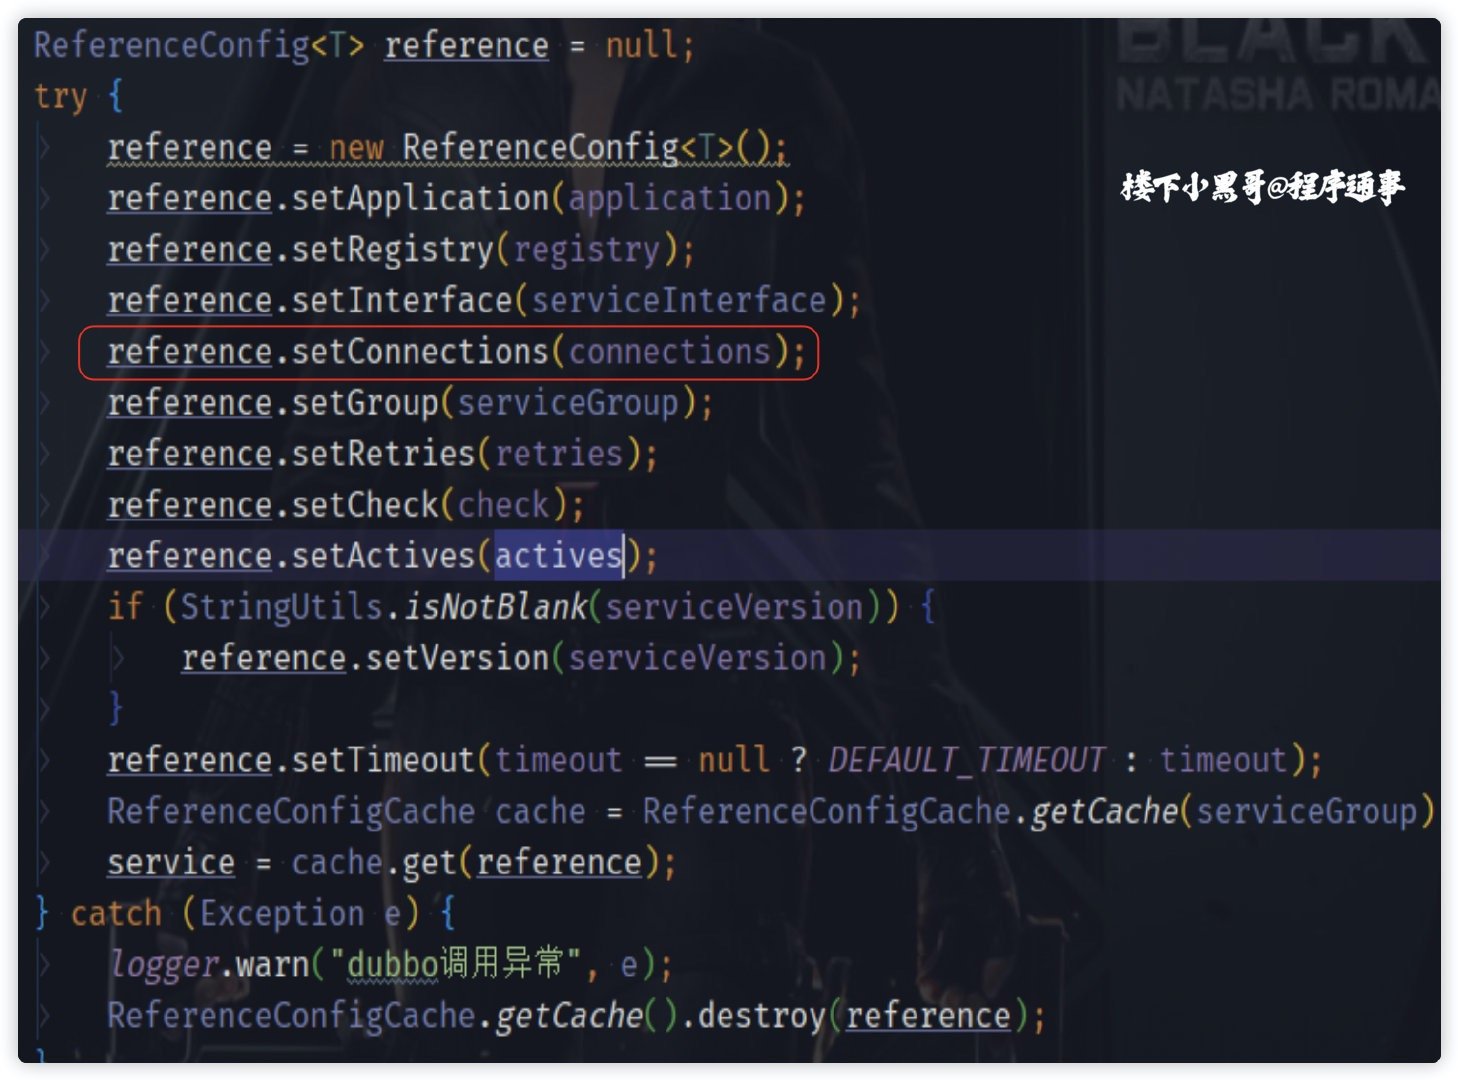 ReferenceConfig<T> reference = null;
BLACK
try {
NATASHA ROMA
reference = new ReferenceConfig<T>();
reference.setApplication(application);
楼下小黑哥@程序通事
reference.setRegistry(registry);
reference.setInterface(serviceInterface);
reference.setConnections(connections);
reference.setGroup(serviceGroup);
reference.setRetries(retries);
reference.setCheck(check);
reference.setActives(actives);
if (StringUtils.isNotBlank(serviceVersion)) {
reference.setVersion(serviceVersion);
}
reference.setTimeout(timeout == null ? DEFAULT_TIMEOUT : timeout);
ReferenceConfigCache cache = ReferenceConfigCache.getCache(serviceGroup)
service = cache.get(reference);
} catch (Exception e) {
logger.warn("dubbo调用异常", e);
ReferenceConfigCache.getCache().destroy(reference);
}